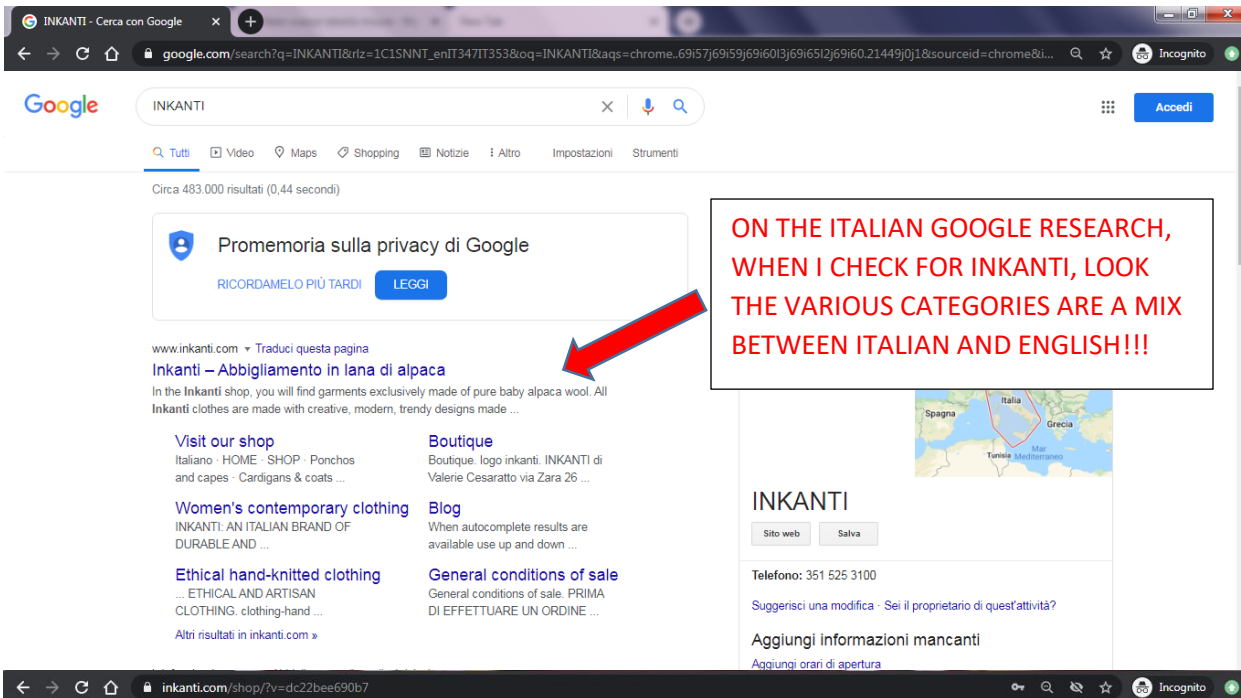 INKANTI - Cerca con Google
google.com/search?q=INKANTI&rlz=1C1SNNT_enIT347IT353&oq=INKANTI&aqs=chrome..69i57j69i59j69i60l3j69i65l2j69i60.21449j0j1&sourceid=chrome&i...
Incognito
Google
INKANTI
Accedi
Tutti Video Maps Shopping Notizie Altro Impostazioni Strumenti
Circa 483.000 risultati (0,44 secondi)
Promemoria sulla privacy di Google
RICORDAMELO PIÙ TARDI LEGGI
ON THE ITALIAN GOOGLE RESEARCH,
WHEN I CHECK FOR INKANTI, LOOK
THE VARIOUS CATEGORIES ARE A MIX
BETWEEN ITALIAN AND ENGLISH!!!
www.inkanti.com Traduci questa pagina
Inkanti – Abbigliamento in lana di alpaca
In the Inkanti shop, you will find garments exclusively made of pure baby alpaca wool. All
Inkanti clothes are made with creative, modern, trendy designs made ...
Visit our shop
Italiano · HOME · SHOP · Ponchos
and capes · Cardigans & coats ...
Boutique
Boutique. logo inkanti. INKANTI di
Valerie Cesaratto via Zara 26 ...
Women's contemporary clothing
INKANTI: AN ITALIAN BRAND OF
DURABLE AND ...
Blog
When autocomplete results are
available use up and down ...
Ethical hand-knitted clothing
... ETHICAL AND ARTISAN
CLOTHING. clothing-hand ...
General conditions of sale
General conditions of sale. PRIMA
DI EFFETTUARE UN ORDINE ...
Altri risultati in inkanti.com »
Italia
Spagna
Grecia
Tunisia
Mar
Mediterraneo
INKANTI
Sito web Salva
Telefono: 351 525 3100
Suggerisci una modifica · Sei il proprietario di quest'attività?
Aggiungi informazioni mancanti
Aggiungi orari di apertura
inkanti.com/shop/?v=dc22bee690b7
Incognito